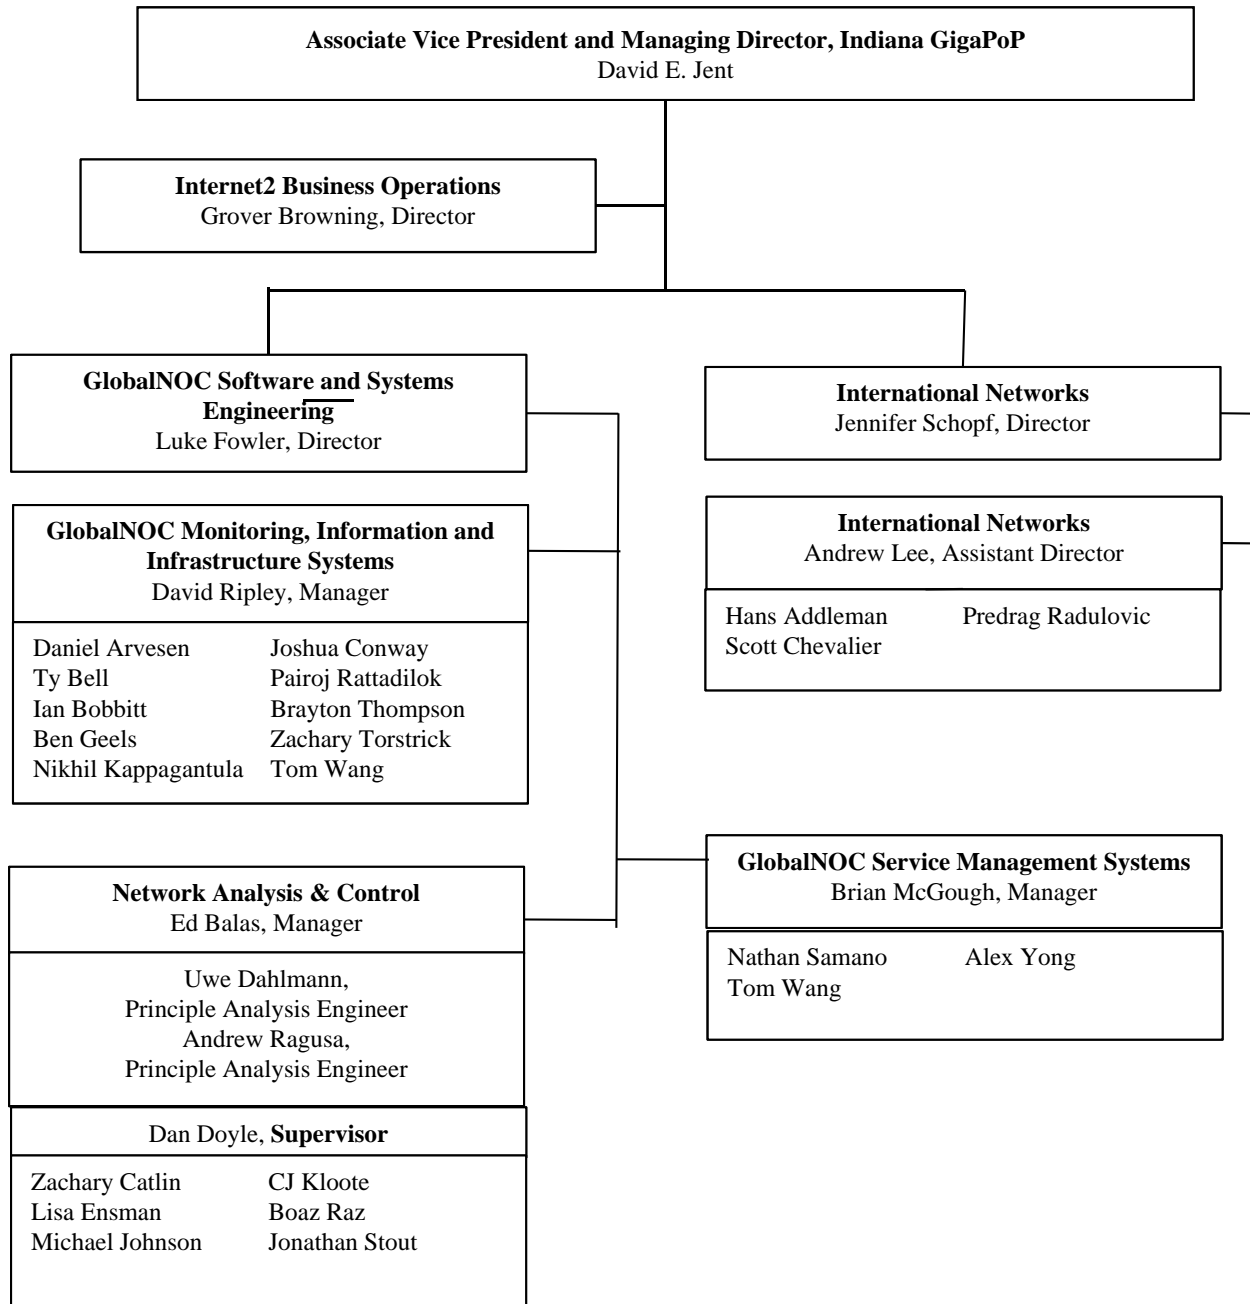 Associate Vice President and Managing Director, Indiana GigaPoP
David E. Jent
Internet2 Business Operations
Grover Browning, Director
GlobalNOC Software and Systems
Engineering
Luke Fowler, Director
International Networks
Jennifer Schopf, Director
GlobalNOC Monitoring, Information and
Infrastructure Systems
David Ripley, Manager
Daniel Arvesen Joshua Conway
Ty Bell Pairoj Rattadilok
Ian Bobbitt Brayton Thompson
Ben Geels Zachary Torstrick
Nikhil Kappagantula Tom Wang
International Networks
Andrew Lee, Assistant Director
Hans Addleman Predrag Radulovic
Scott Chevalier
Network Analysis & Control
Ed Balas, Manager
Uwe Dahlmann,
Principle Analysis Engineer
Andrew Ragusa,
Principle Analysis Engineer
Dan Doyle, Supervisor
Zachary Catlin CJ Kloote
Lisa Ensman Boaz Raz
Michael Johnson Jonathan Stout
GlobalNOC Service Management Systems
Brian McGough, Manager
Nathan Samano Alex Yong
Tom Wang